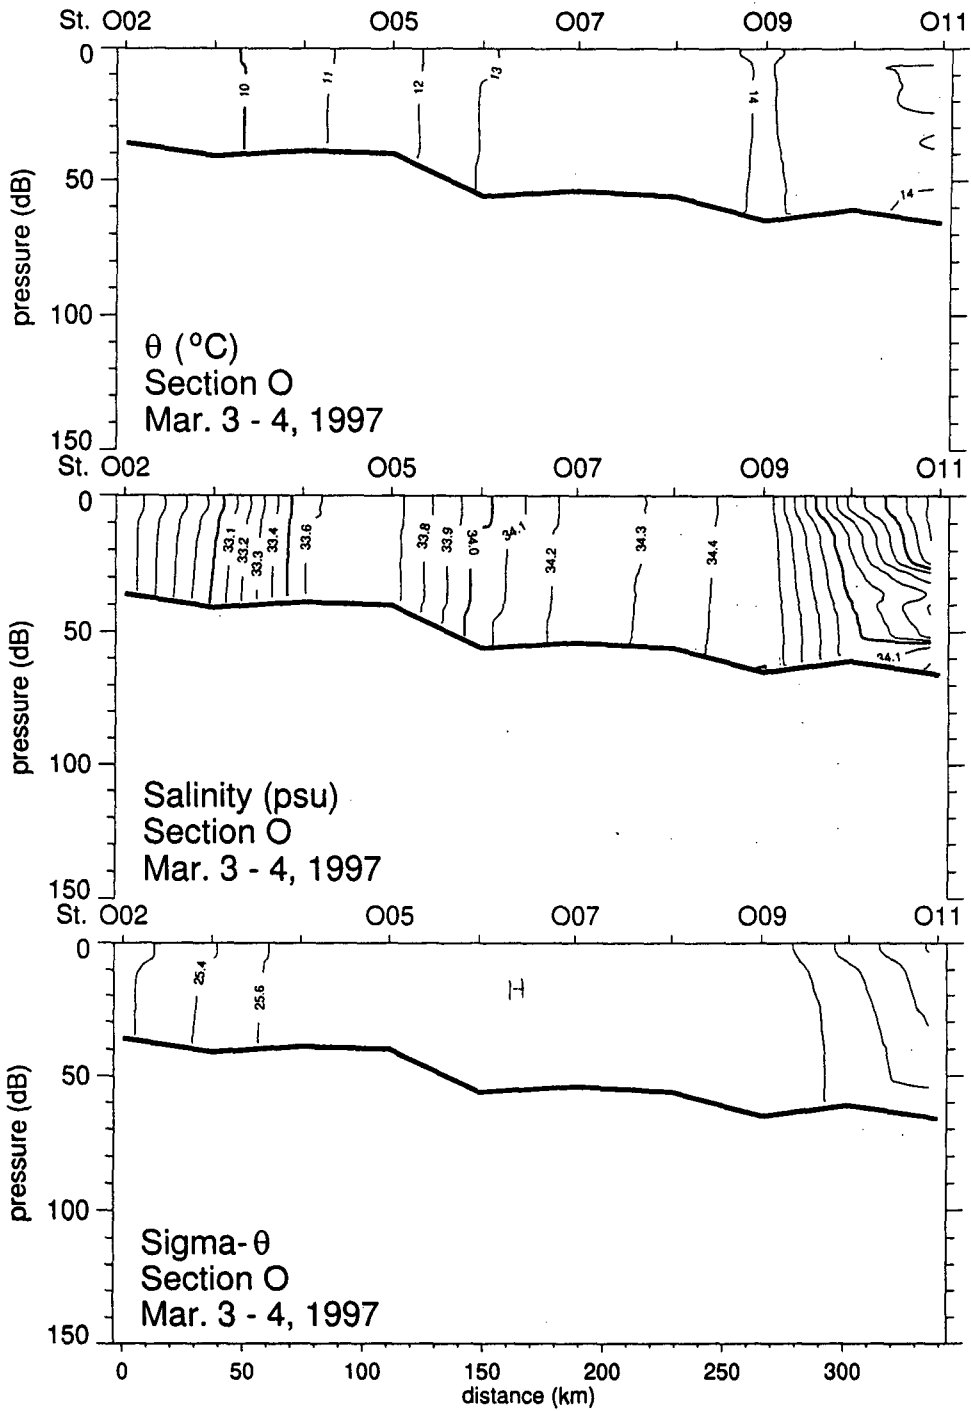 St. O02 O05 O07 O09 O11
0
10 11 12 13 14
50
14
100
150
pressure (dB)
θ (°C)
Section O
Mar. 3 - 4, 1997
St. O02 O05 O07 O09 O11
0
33.1 33.2 33.3 33.4 33.6 33.8 33.9 34.0 34.1 34.2 34.3 34.4
50
34.1
100
150
pressure (dB)
Salinity (psu)
Section O
Mar. 3 - 4, 1997
St. O02 O05 O07 O09 O11
0
25.4 25.6 H
50
100
150
pressure (dB)
Sigma-θ
Section O
Mar. 3 - 4, 1997
0 50 100 150 200 250 300
distance (km)